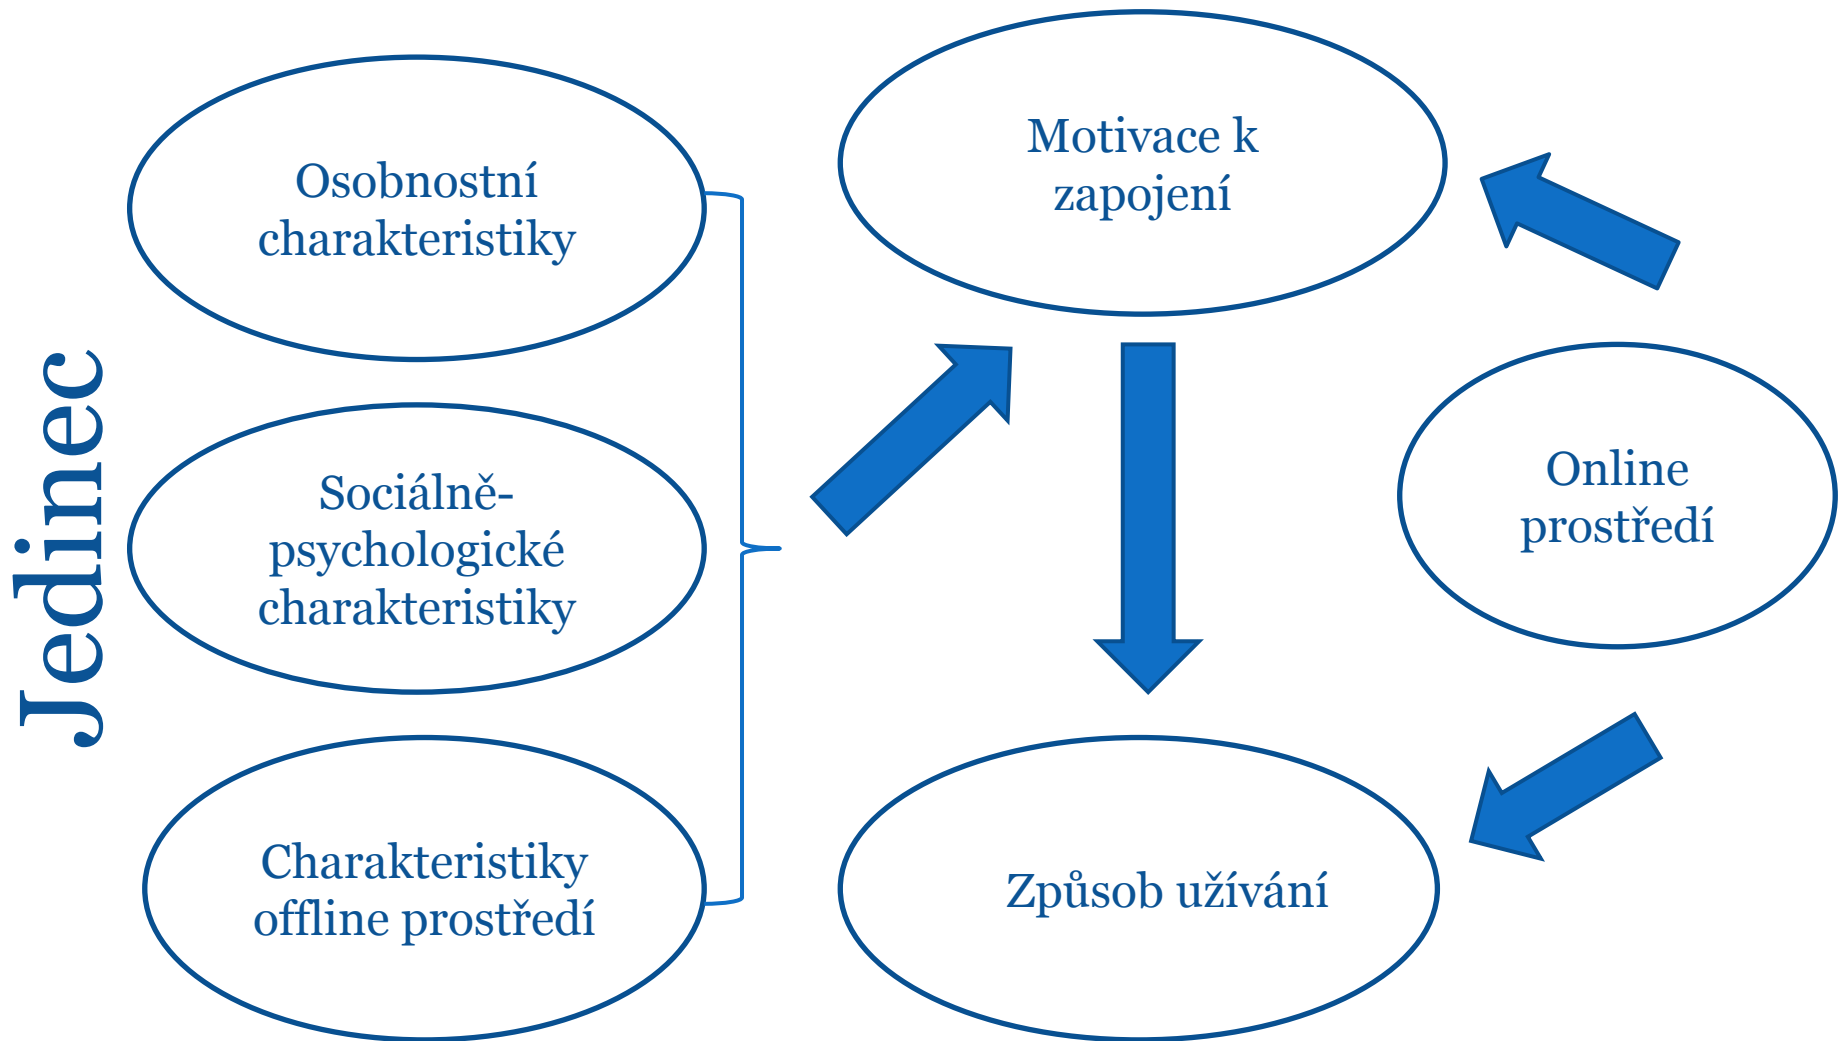 Jedinec
Osobnostní
charakteristiky
Sociálně-
psychologické
charakteristiky
Charakteristiky
offline prostředí
Motivace k
zapojení
Způsob užívání
Online
prostředí